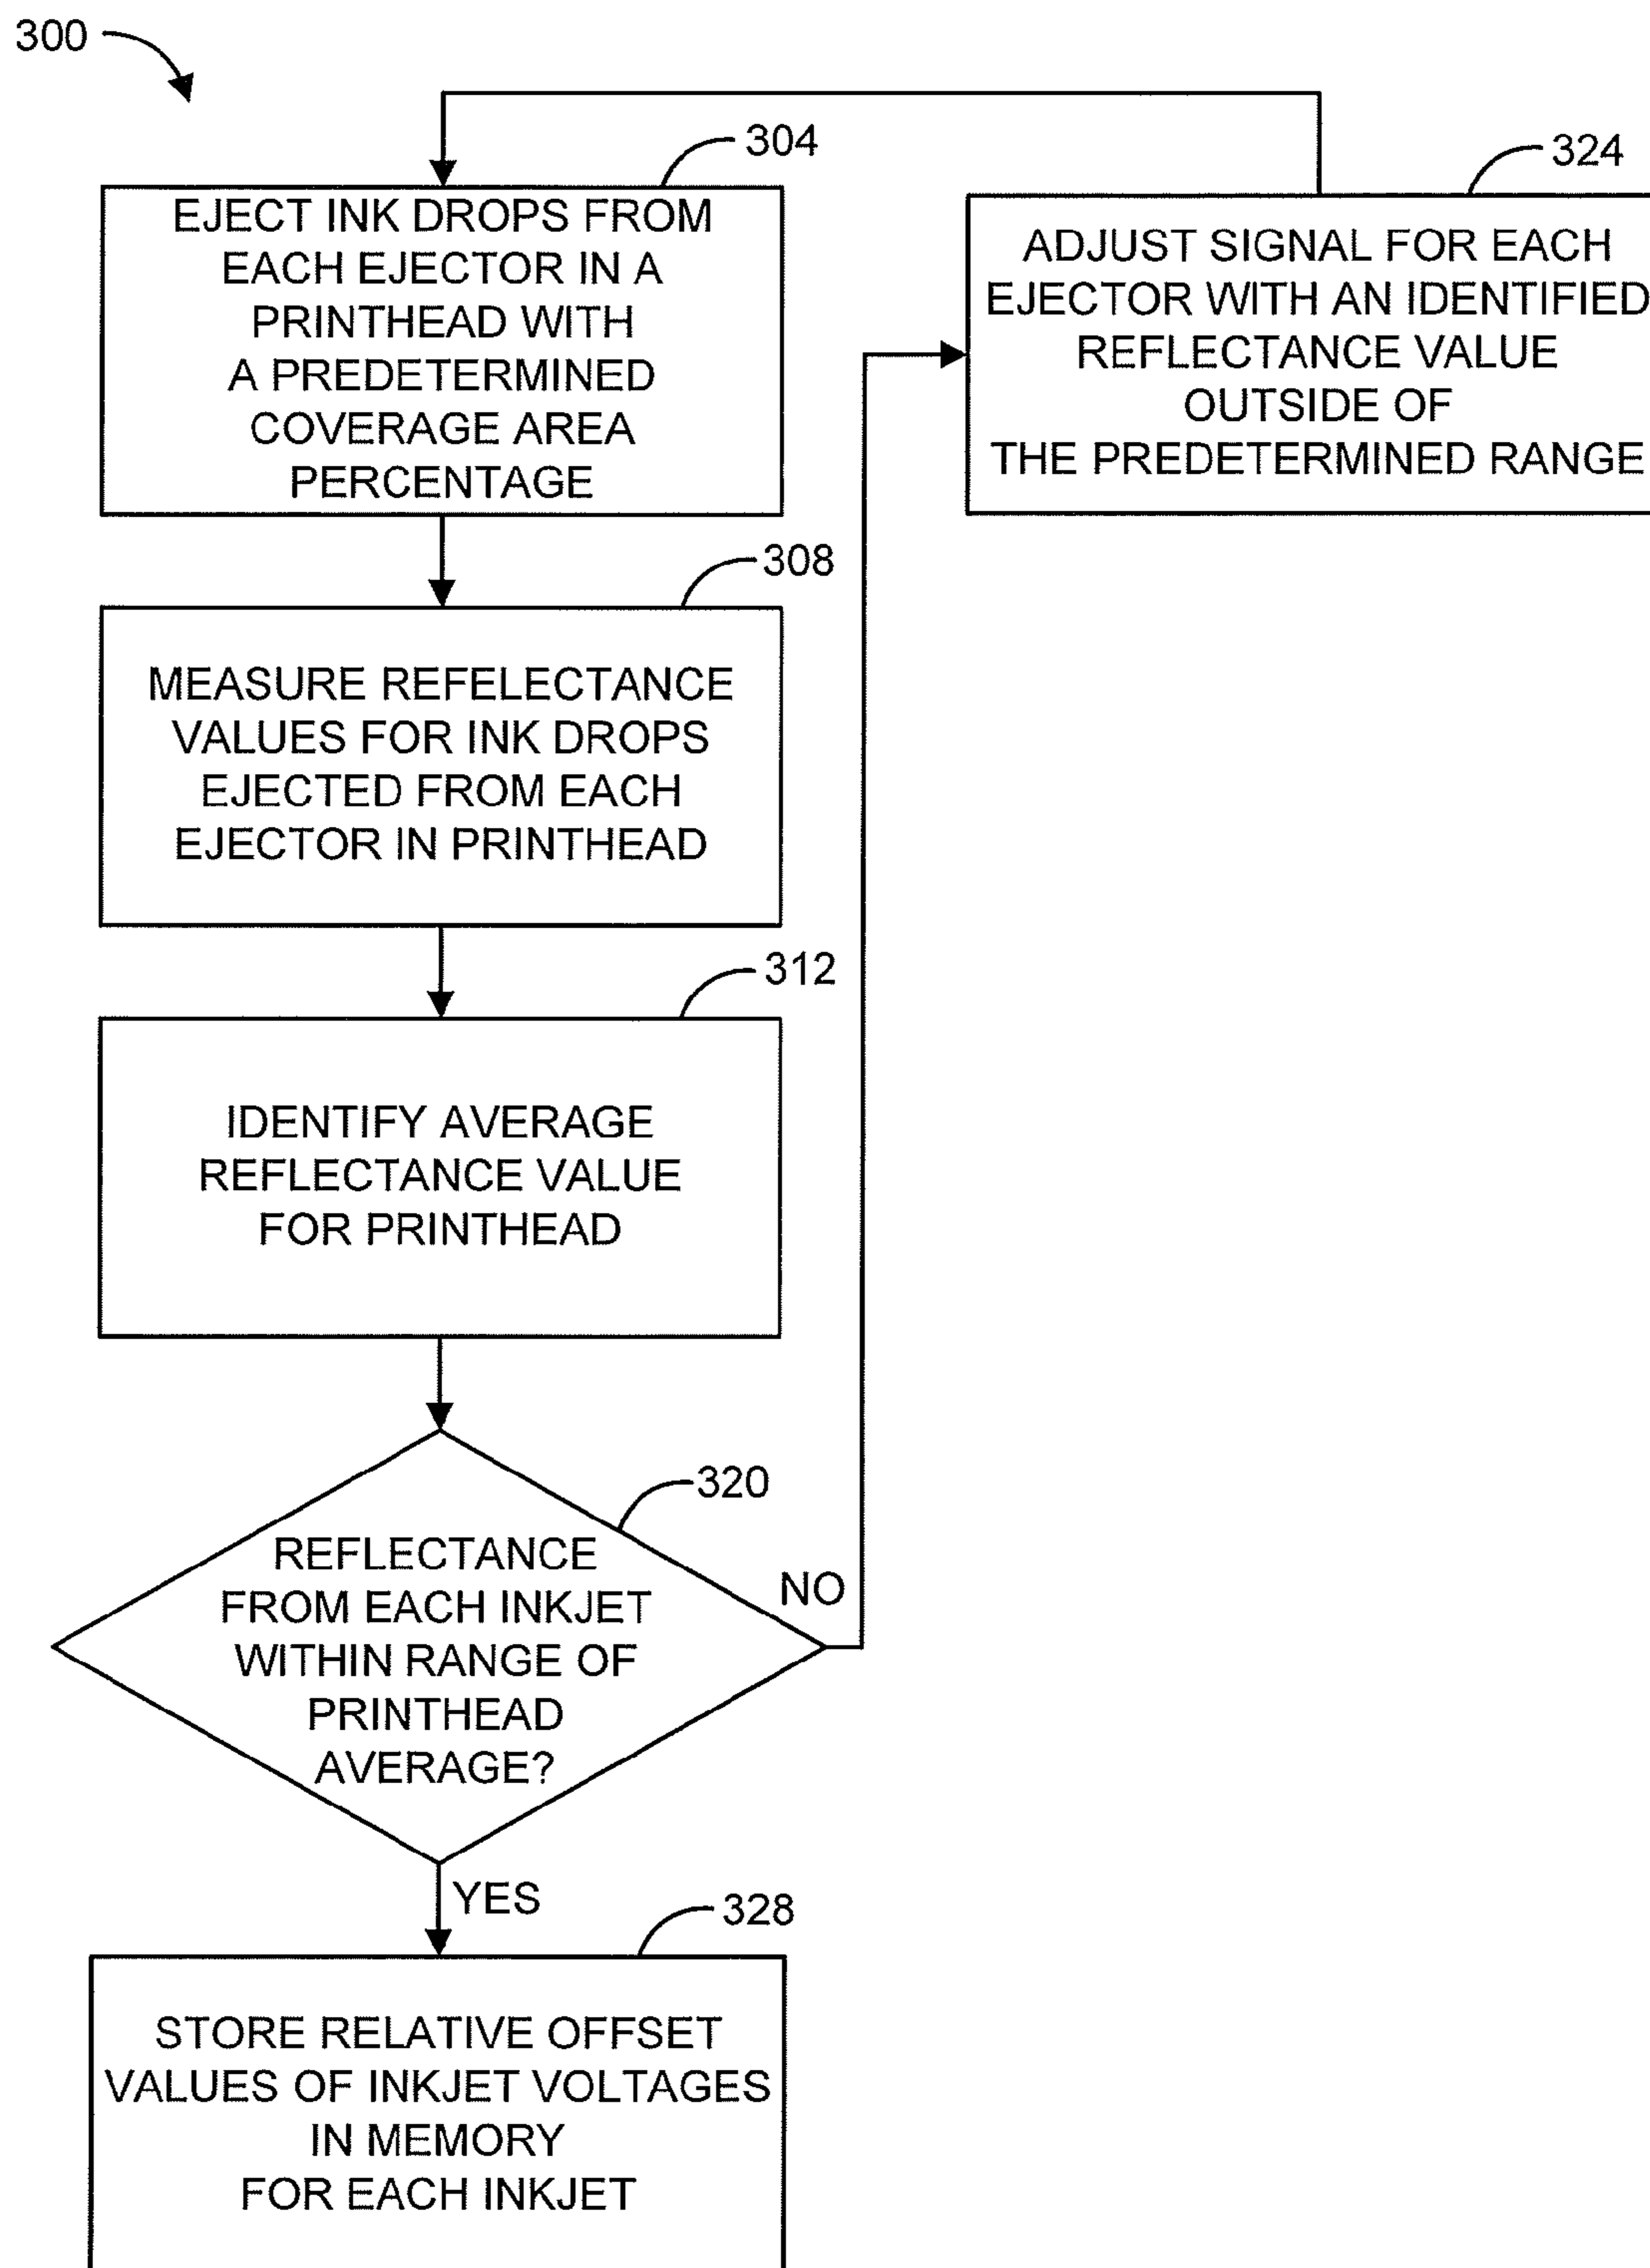 300
304
EJECT INK DROPS FROM
EACH EJECTOR IN A
PRINTHEAD WITH
A PREDETERMINED
COVERAGE AREA
PERCENTAGE
324
ADJUST SIGNAL FOR EACH
EJECTOR WITH AN IDENTIFIED
REFLECTANCE VALUE
OUTSIDE OF
THE PREDETERMINED RANGE
308
MEASURE REFELECTANCE
VALUES FOR INK DROPS
EJECTED FROM EACH
EJECTOR IN PRINTHEAD
312
IDENTIFY AVERAGE
REFLECTANCE VALUE
FOR PRINTHEAD
320
REFLECTANCE
FROM EACH INKJET
WITHIN RANGE OF
PRINTHEAD
AVERAGE?
NO
YES
328
STORE RELATIVE OFFSET
VALUES OF INKJET VOLTAGES
IN MEMORY
FOR EACH INKJET